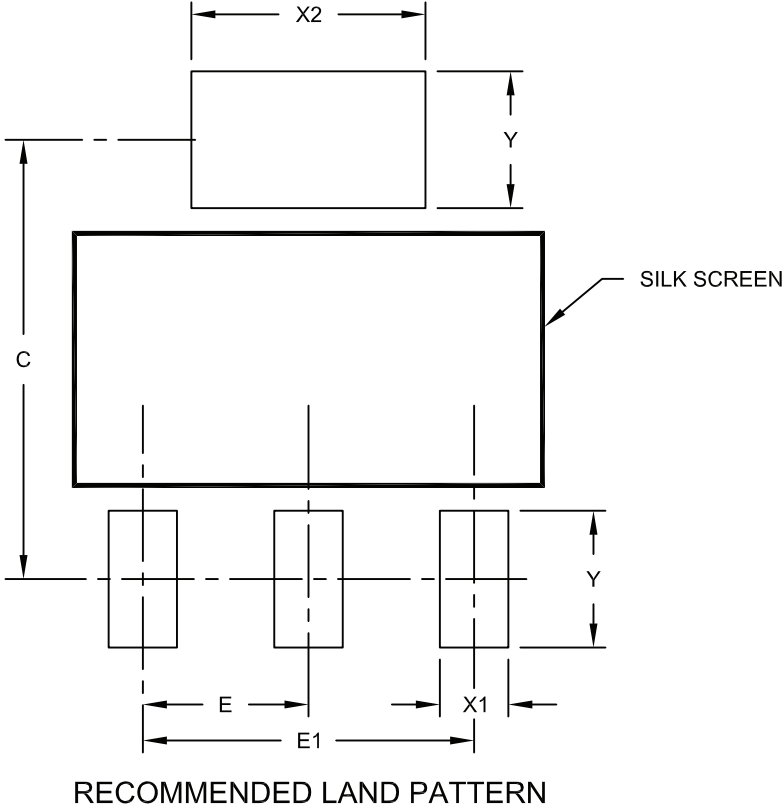 X2
Y
SILK SCREEN
C
Y
E
X1
E1
RECOMMENDED LAND PATTERN